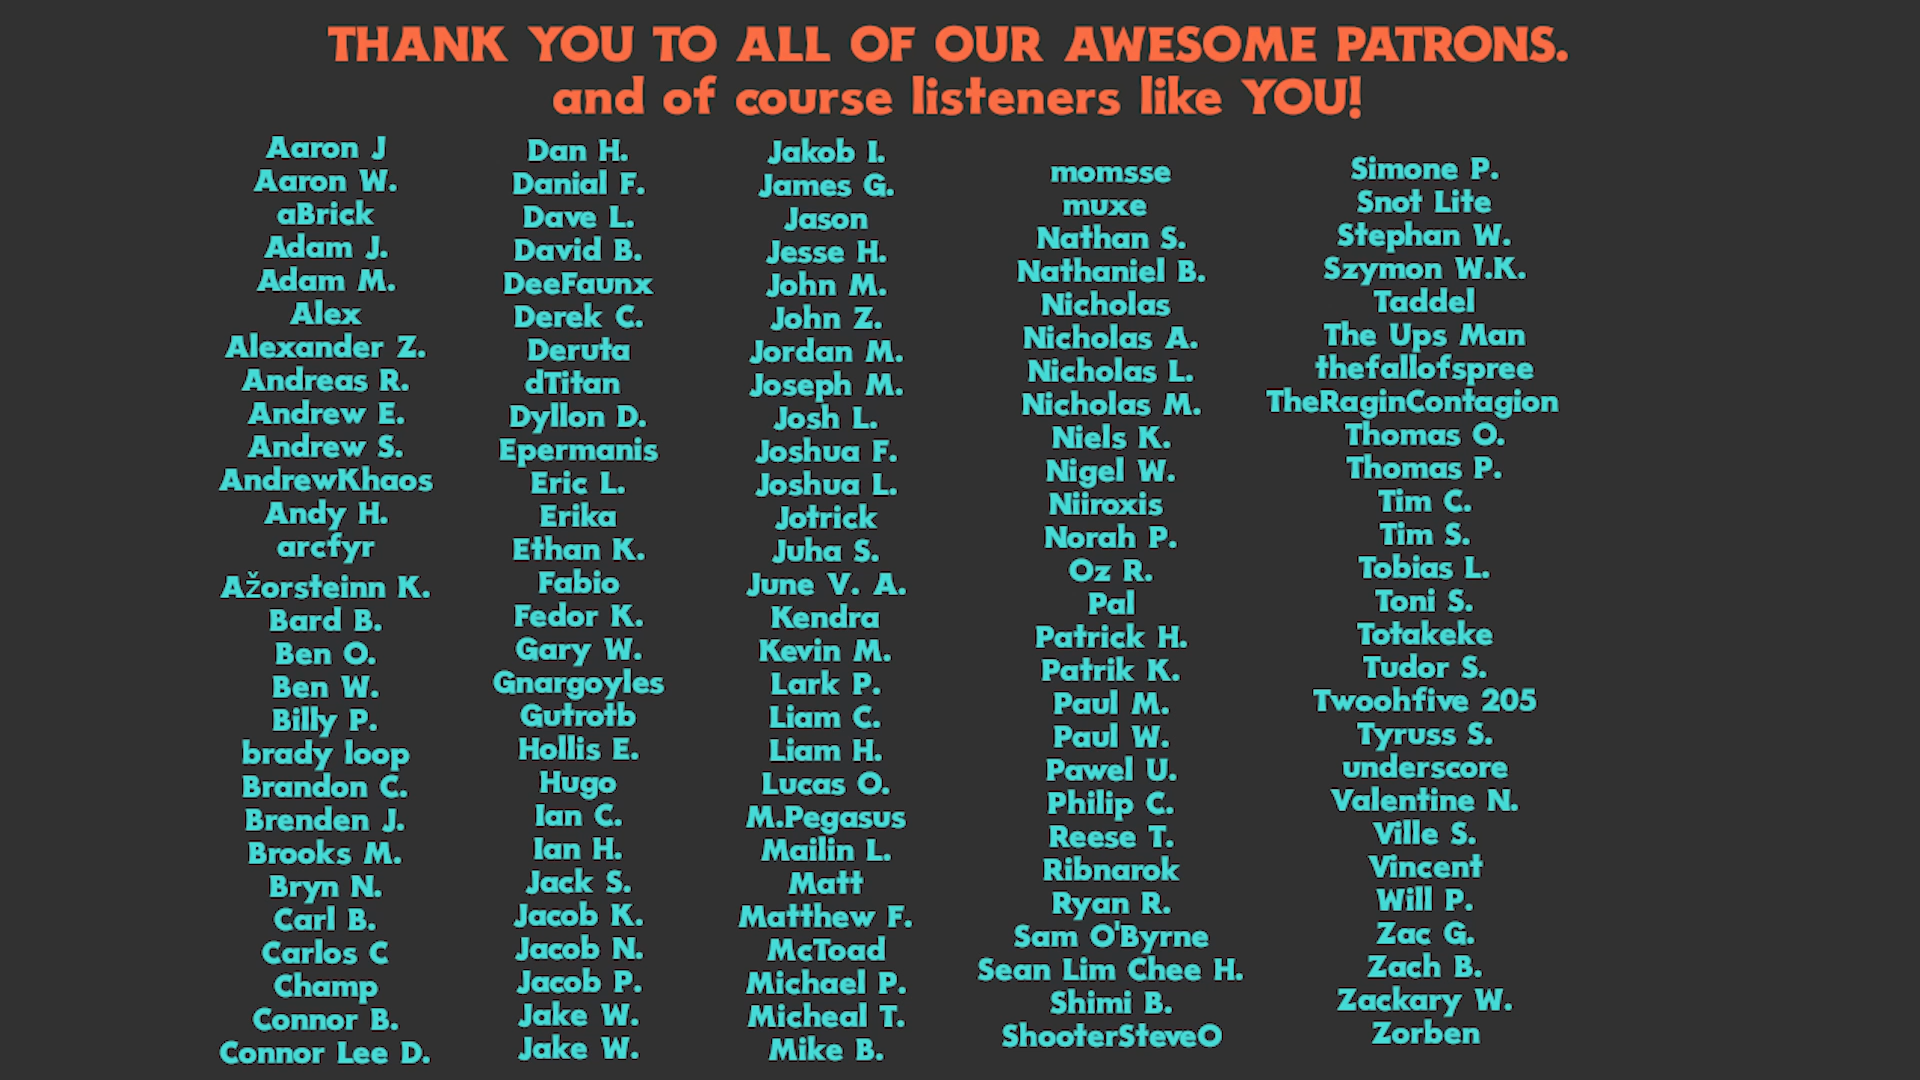 THANK YOU TO ALL OF OUR AWESOME PATRONS.
and of course listeners like YOU!
Aaron J
Aaron W.
aBrick
Adam J.
Adam M.
Alex
Alexander Z.
Andreas R.
Andrew E.
Andrew S.
AndrewKhaos
Andy H.
arcfyr
Ažorsteinn K.
Bard B.
Ben O.
Ben W.
Billy P.
brady loop
Brandon C.
Brenden J.
Brooks M.
Bryn N.
Carl B.
Carlos C
Champ
Connor B.
Connor Lee D.
Dan H.
Danial F.
Dave L.
David B.
DeeFaunx
Derek C.
Deruta
dTitan
Dyllon D.
Epermanis
Eric L.
Erika
Ethan K.
Fabio
Fedor K.
Gary W.
Gnargoyles
Gutrotb
Hollis E.
Hugo
Ian C.
Ian H.
Jack S.
Jacob K.
Jacob N.
Jacob P.
Jake W.
Jake W.
Jakob I.
James G.
Jason
Jesse H.
John M.
John Z.
Jordan M.
Joseph M.
Josh L.
Joshua F.
Joshua L.
Jotrick
Juha S.
June V. A.
Kendra
Kevin M.
Lark P.
Liam C.
Liam H.
Lucas O.
M.Pegasus
Mailin L.
Matt
Matthew F.
McToad
Michael P.
Micheal T.
Mike B.
momsse
muxe
Nathan S.
Nathaniel B.
Nicholas
Nicholas A.
Nicholas L.
Nicholas M.
Niels K.
Nigel W.
Niiroxis
Norah P.
Oz R.
Pal
Patrick H.
Patrik K.
Paul M.
Paul W.
Pawel U.
Philip C.
Reese T.
Ribnarok
Ryan R.
Sam O'Byrne
Sean Lim Chee H.
Shimi B.
ShooterSteveO
Simone P.
Snot Lite
Stephan W.
Szymon W.K.
Taddel
The Ups Man
thefallofspree
TheRaginContagion
Thomas O.
Thomas P.
Tim C.
Tim S.
Tobias L.
Toni S.
Totakeke
Tudor S.
Twoohfive 205
Tyruss S.
underscore
Valentine N.
Ville S.
Vincent
Will P.
Zac G.
Zach B.
Zackary W.
Zorben